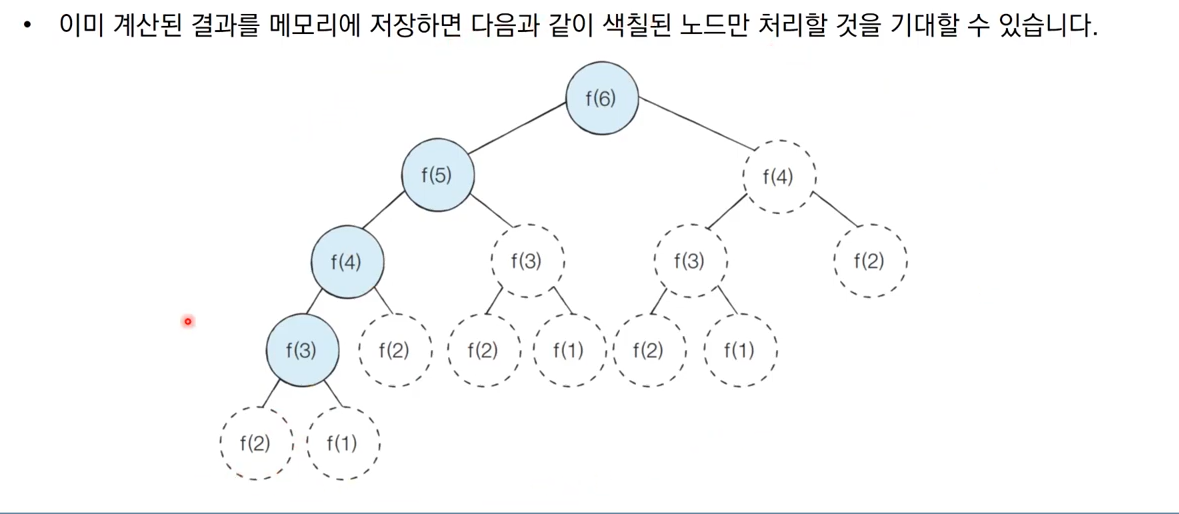 • 이미 계산된 결과를 메모리에 저장하면 다음과 같이 색칠된 노드만 처리할 것을 기대할 수 있습니다.
f(6)
f(5)
f(4)
f(4)
f(3)
f(3)
f(2)
f(3)
f(2)
f(2)
f(1)
f(2)
f(1)
f(2)
f(1)